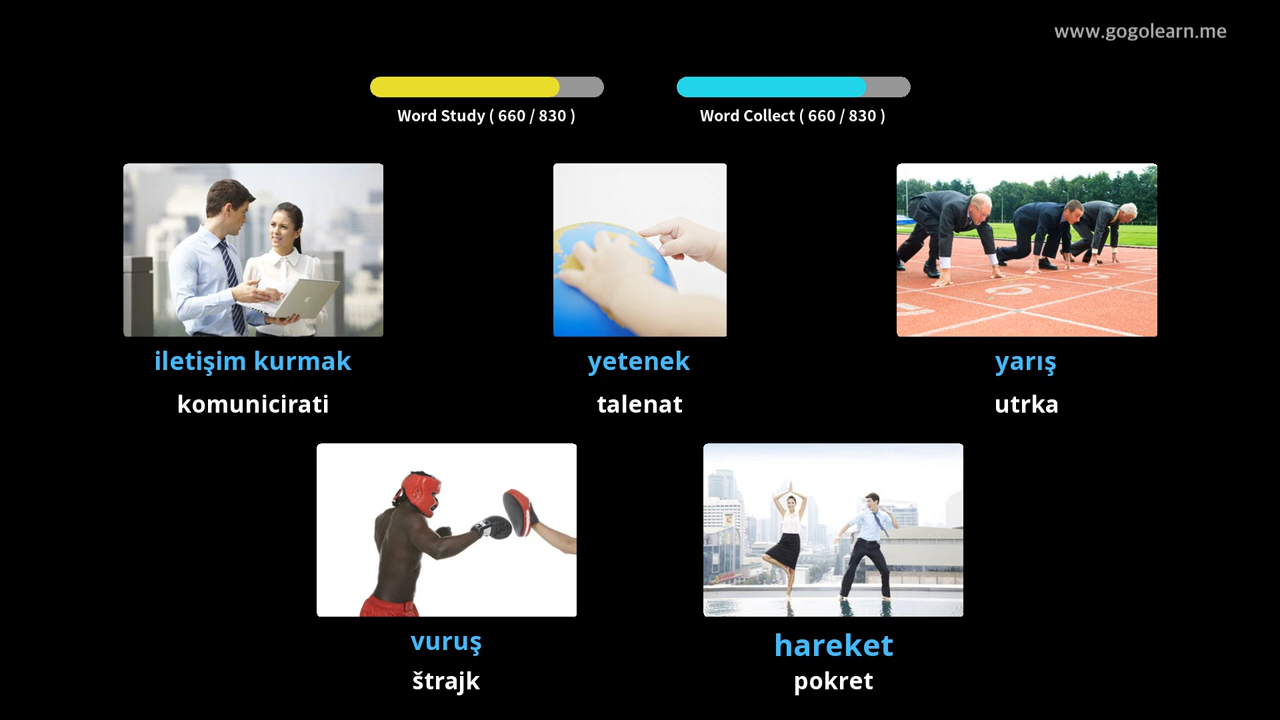 www.gogolearn.me
Word Study ( 660 / 830 )
Word Collect ( 660 / 830 )
iletişim kurmak
komunicirati
yetenek
talenat
yarış
utrka
vuruş
štrajk
hareket
pokret